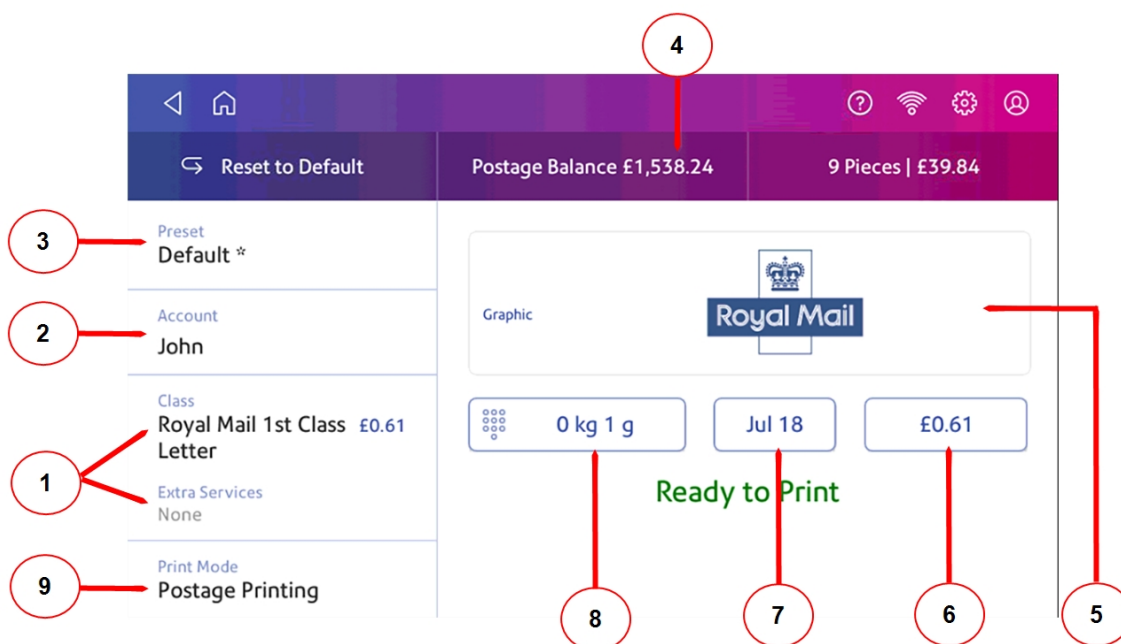 4
Reset to Default
Postage Balance £1,538.24
9 Pieces | £39.84
3
Preset
Default *
2
Account
John
Graphic
Royal Mail
5
Class
Royal Mail 1st Class £0.61
Letter
0 kg 1 g
Jul 18
£0.61
1
Extra Services
None
Ready to Print
9
Print Mode
Postage Printing
8
7
6